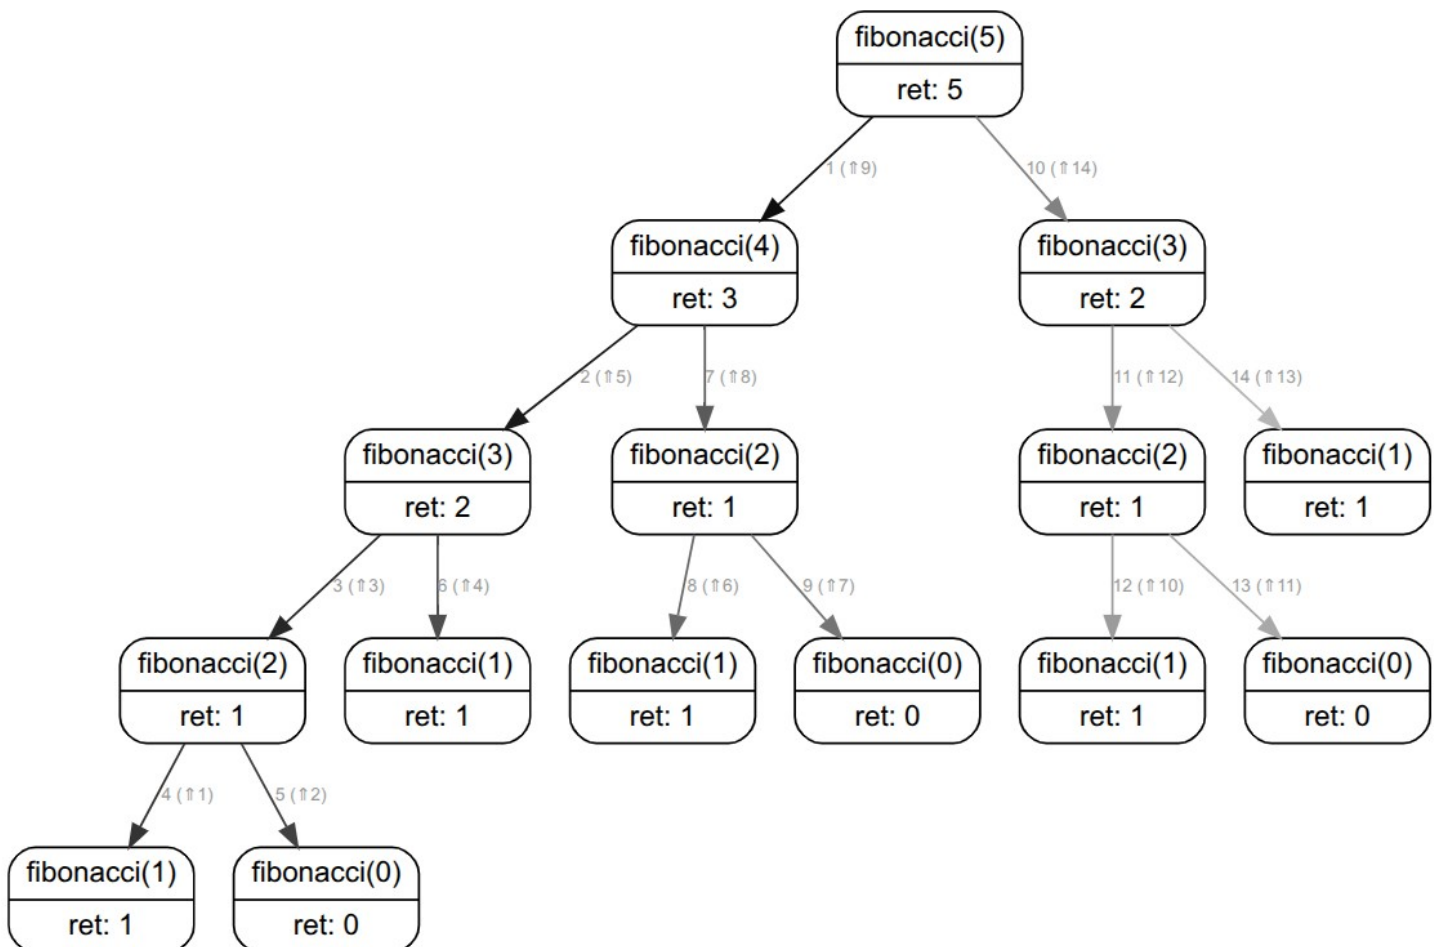 fibonacci(5)
ret: 5
1 (⇑9)
10 (⇑14)
fibonacci(4)
ret: 3
fibonacci(3)
ret: 2
2 (⇑5)
7 (⇑8)
11 (⇑12)
14 (⇑13)
fibonacci(3)
ret: 2
fibonacci(2)
ret: 1
fibonacci(2)
ret: 1
fibonacci(1)
ret: 1
3 (⇑3)
6 (⇑4)
8 (⇑6)
9 (⇑7)
12 (⇑10)
13 (⇑11)
fibonacci(2)
ret: 1
fibonacci(1)
ret: 1
fibonacci(1)
ret: 1
fibonacci(0)
ret: 0
fibonacci(1)
ret: 1
fibonacci(0)
ret: 0
4 (⇑1)
5 (⇑2)
fibonacci(1)
ret: 1
fibonacci(0)
ret: 0